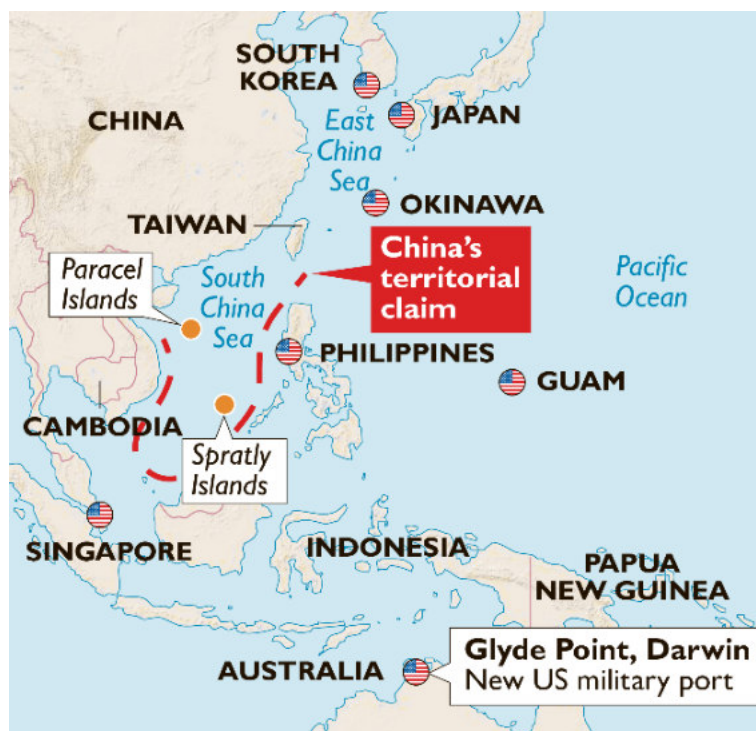 SOUTH
KOREA
CHINA
East
China
Sea
JAPAN
OKINAWA
TAIWAN
China's
territorial
claim
Paracel
Islands
South
China
Sea
Pacific
Ocean
PHILIPPINES
GUAM
CAMBODIA
Spratly
Islands
SINGAPORE
INDONESIA
PAPUA
NEW GUINEA
AUSTRALIA
Glyde Point, Darwin
New US military port